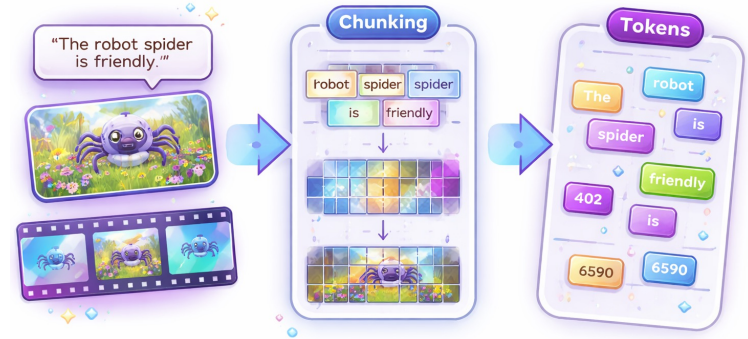 “The robot spider
is friendly.’”
Chunking
robot spider spider
is friendly
Tokens
The robot
is
spider
friendly
402
is
6590 6590